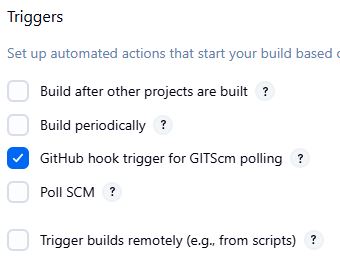 Triggers
Set up automated actions that start your build based
Build after other projects are built ?
Build periodically ?
GitHub hook trigger for GITScm polling ?
Poll SCM ?
Trigger builds remotely (e.g., from scripts) ?